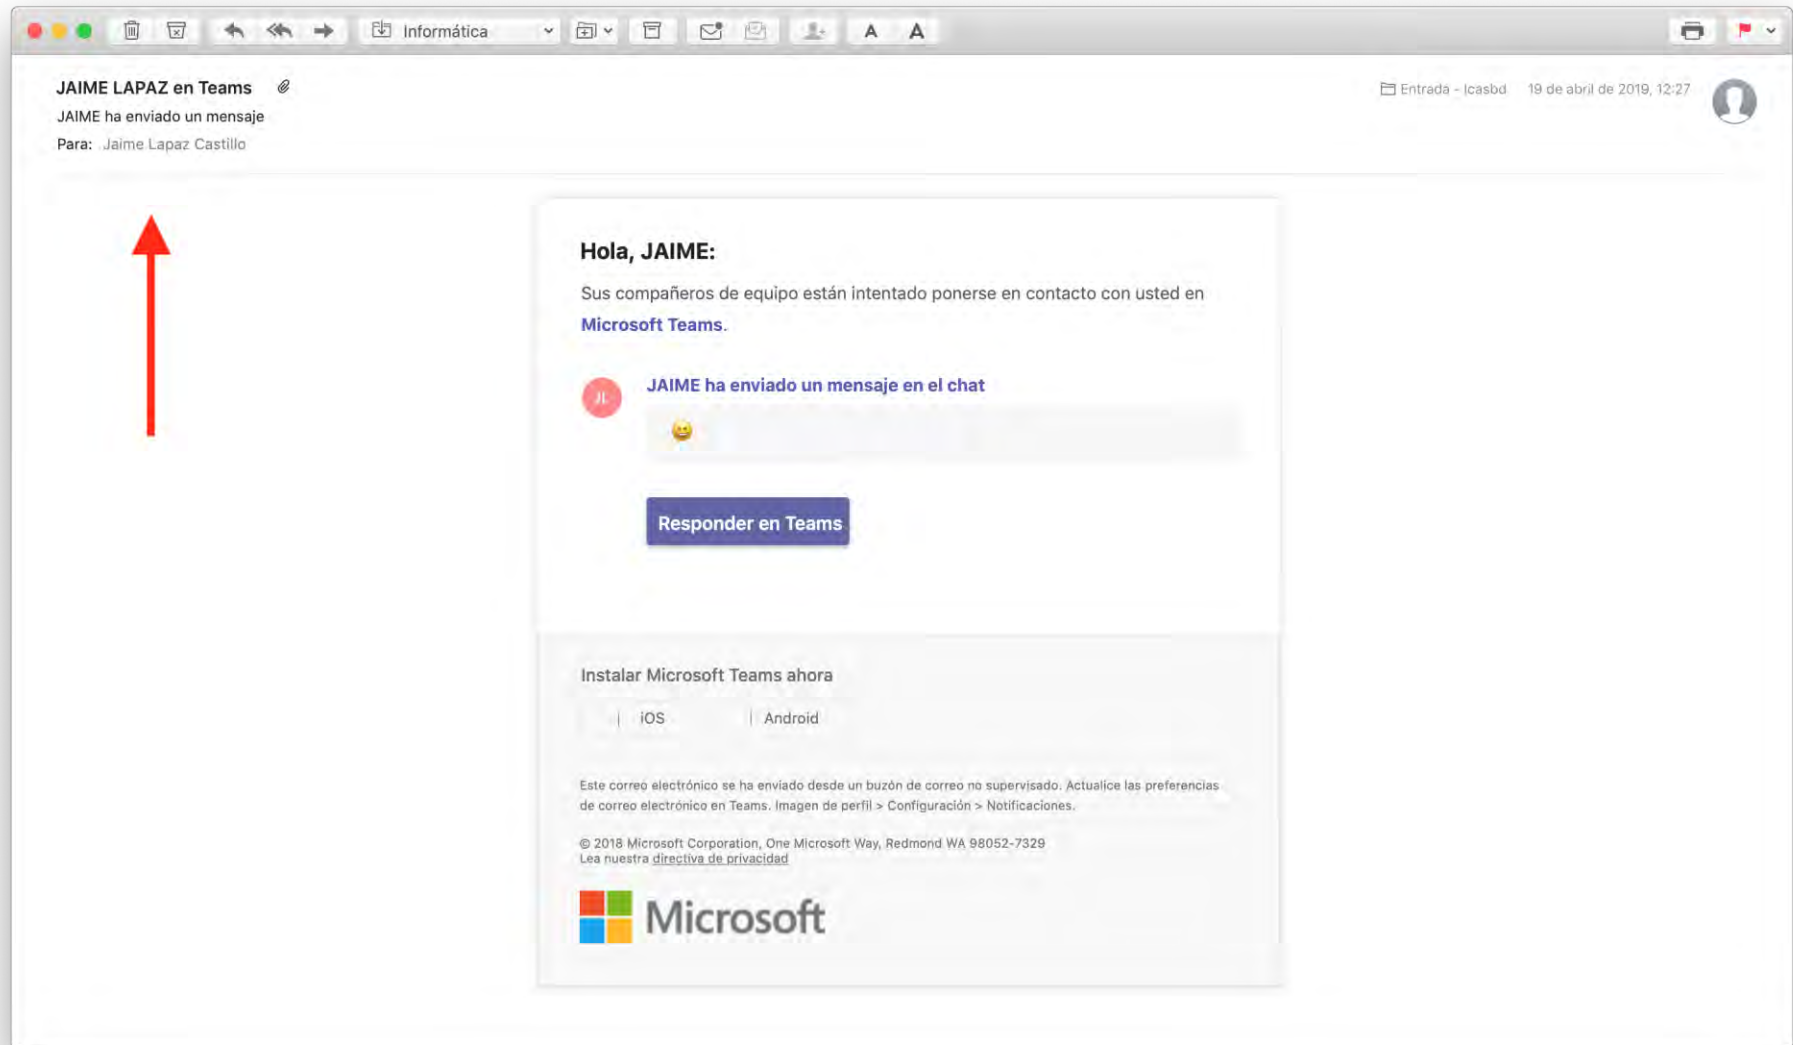 Informática
A A
JAIME LAPAZ en Teams
Entrada - Icasbd 19 de abril de 2019, 12:27
JAIME ha enviado un mensaje
Para: Jaime Lapaz Castillo
Hola, JAIME:
Sus compañeros de equipo están intentado ponerse en contacto con usted en
Microsoft Teams.
JL
JAIME ha enviado un mensaje en el chat
Responder en Teams
Instalar Microsoft Teams ahora
| iOS | Android
Este correo electrónico se ha enviado desde un buzón de correo no supervisado. Actualice las preferencias
de correo electrónico en Teams. Imagen de perfil > Configuración > Notificaciones.
© 2018 Microsoft Corporation, One Microsoft Way, Redmond WA 98052-7329
Lea nuestra directiva de privacidad
Microsoft